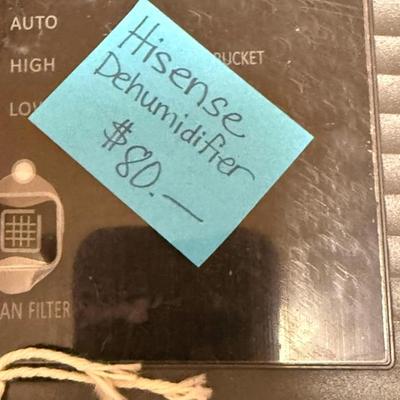 AUTO
HIGH
LOW
BUCKET
Hisense
Dehumidifier
$80.—
AN FILTER